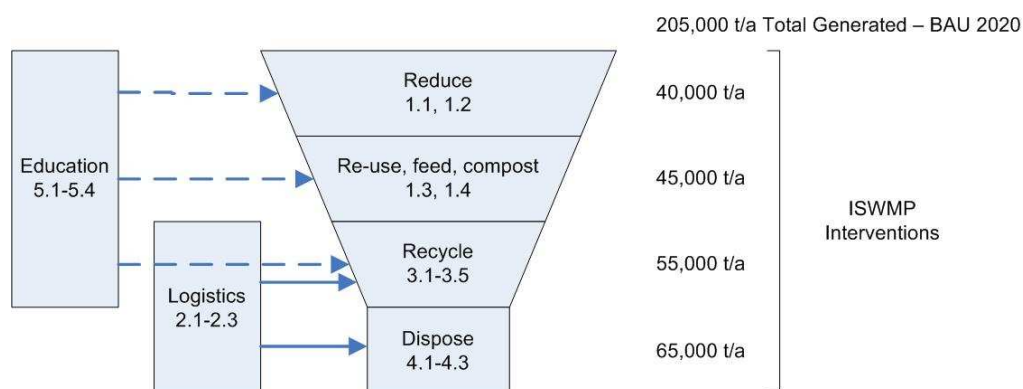 205,000 t/a Total Generated – BAU 2020
Reduce
1.1, 1.2
40,000 t/a
Education
5.1-5.4
Re-use, feed, compost
1.3, 1.4
45,000 t/a
ISWMP
Interventions
Recycle
3.1-3.5
55,000 t/a
Logistics
2.1-2.3
Dispose
4.1-4.3
65,000 t/a